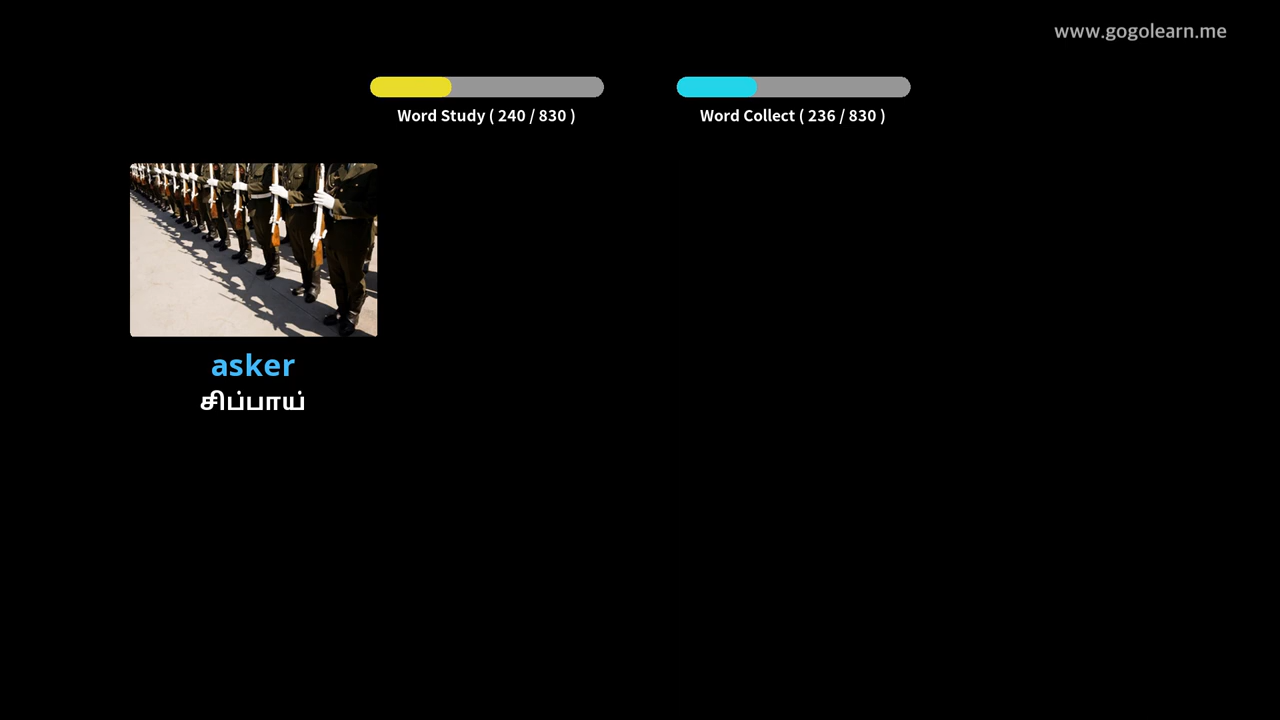 www.gogolearn.me
Word Study ( 240 / 830 )
Word Collect ( 236 / 830 )
asker
சிப்பாய்